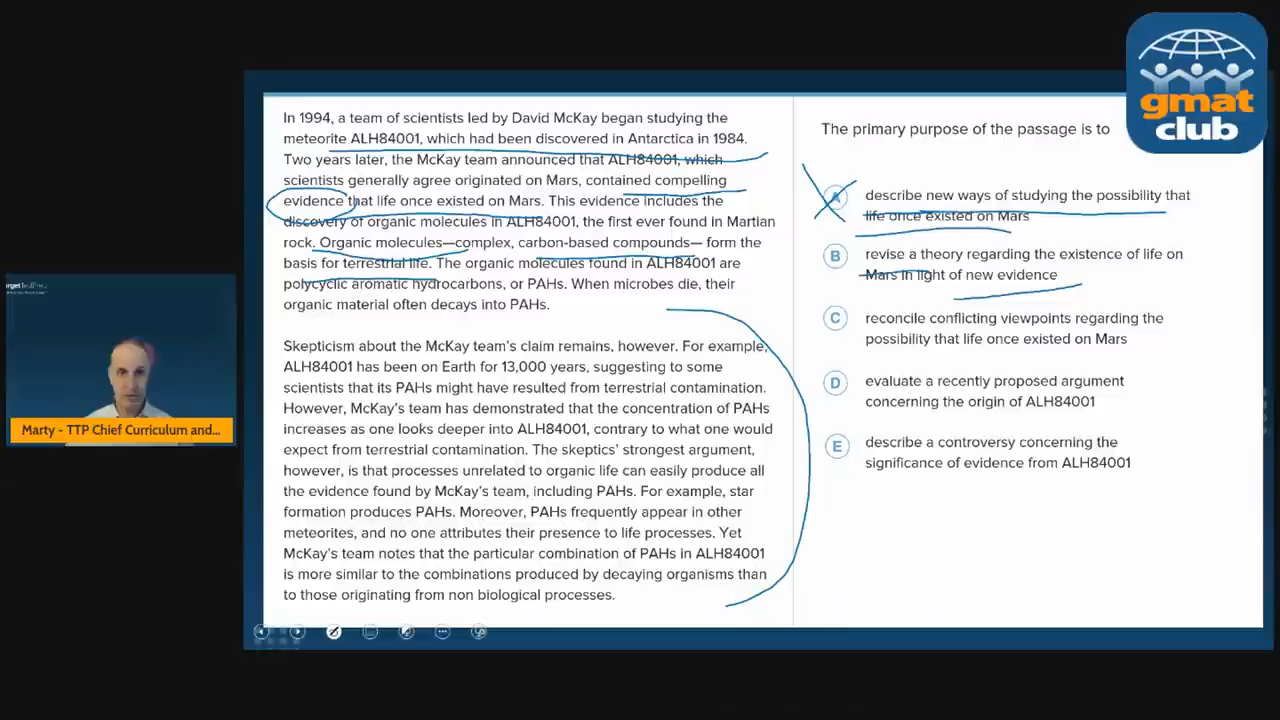 gmat
club
In 1994, a team of scientists led by David McKay began studying the
meteorite ALH84001, which had been discovered in Antarctica in 1984.
Two years later, the McKay team announced that ALH84001, which
scientists generally agree originated on Mars, contained compelling
evidence that life once existed on Mars. This evidence includes the
discovery of organic molecules in ALH84001, the first ever found in Martian
rock. Organic molecules—complex, carbon-based compounds— form the
basis for terrestrial life. The organic molecules found in ALH84001 are
polycyclic aromatic hydrocarbons, or PAHs. When microbes die, their
organic material often decays into PAHs.
Skepticism about the McKay team's claim remains, however. For example,
ALH84001 has been on Earth for 13,000 years, suggesting to some
scientists that its PAHs might have resulted from terrestrial contamination.
However, McKay's team has demonstrated that the concentration of PAHs
increases as one looks deeper into ALH84001, contrary to what one would
expect from terrestrial contamination. The skeptics' strongest argument,
however, is that processes unrelated to organic life can easily produce all
the evidence found by McKay's team, including PAHs. For example, star
formation produces PAHs. Moreover, PAHs frequently appear in other
meteorites, and no one attributes their presence to life processes. Yet
McKay's team notes that the particular combination of PAHs in ALH84001
is more similar to the combinations produced by decaying organisms than
to those originating from non biological processes.
The primary purpose of the passage is to
A describe new ways of studying the possibility that
life once existed on Mars
B revise a theory regarding the existence of life on
Mars in light of new evidence
C reconcile conflicting viewpoints regarding the
possibility that life once existed on Mars
D evaluate a recently proposed argument
concerning the origin of ALH84001
E describe a controversy concerning the
significance of evidence from ALH84001
Marty - TTP Chief Curriculum and...